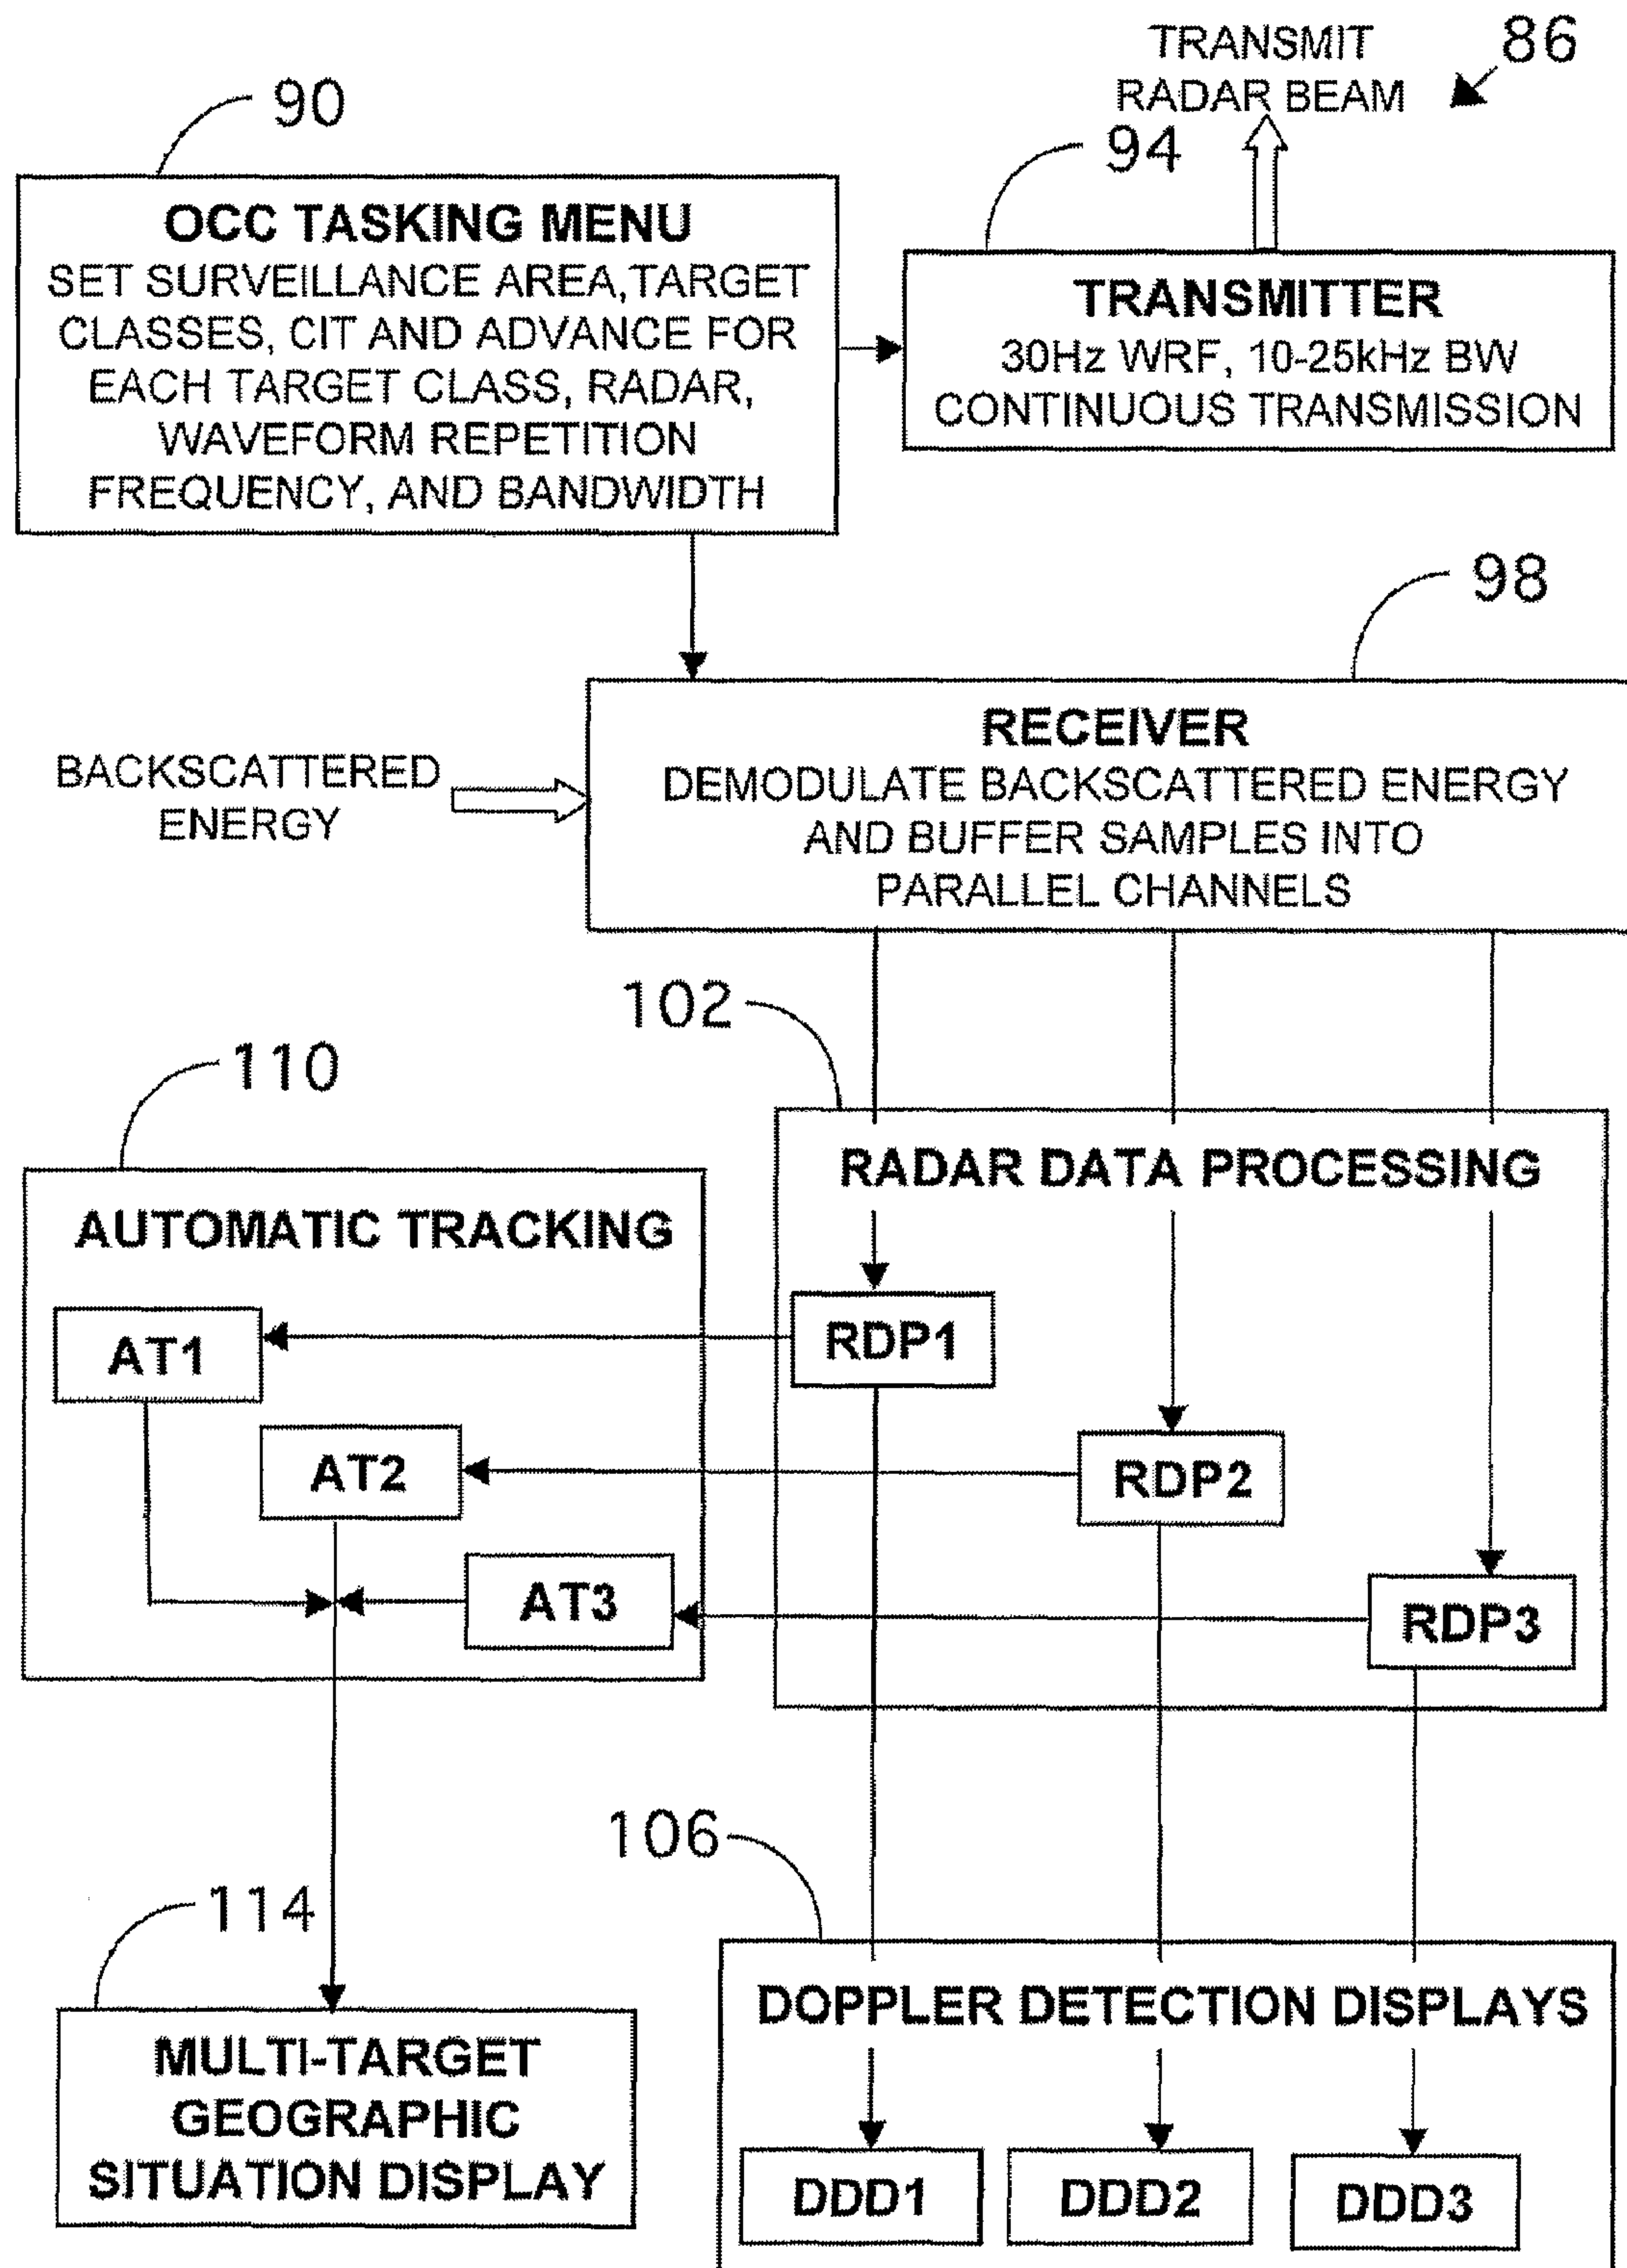 TRANSMIT
RADAR BEAM
86
90
94
OCC TASKING MENU
SET SURVEILLANCE AREA,TARGET
CLASSES, CIT AND ADVANCE FOR
EACH TARGET CLASS, RADAR,
WAVEFORM REPETITION
FREQUENCY, AND BANDWIDTH
TRANSMITTER
30Hz WRF, 10-25kHz BW
CONTINUOUS TRANSMISSION
98
BACKSCATTERED
ENERGY
RECEIVER
DEMODULATE BACKSCATTERED ENERGY
AND BUFFER SAMPLES INTO
PARALLEL CHANNELS
102
110
RADAR DATA PROCESSING
AUTOMATIC TRACKING
AT1
RDP1
AT2
RDP2
AT3
RDP3
106
114
MULTI-TARGET
GEOGRAPHIC
SITUATION DISPLAY
DOPPLER DETECTION DISPLAYS
DDD1
DDD2
DDD3